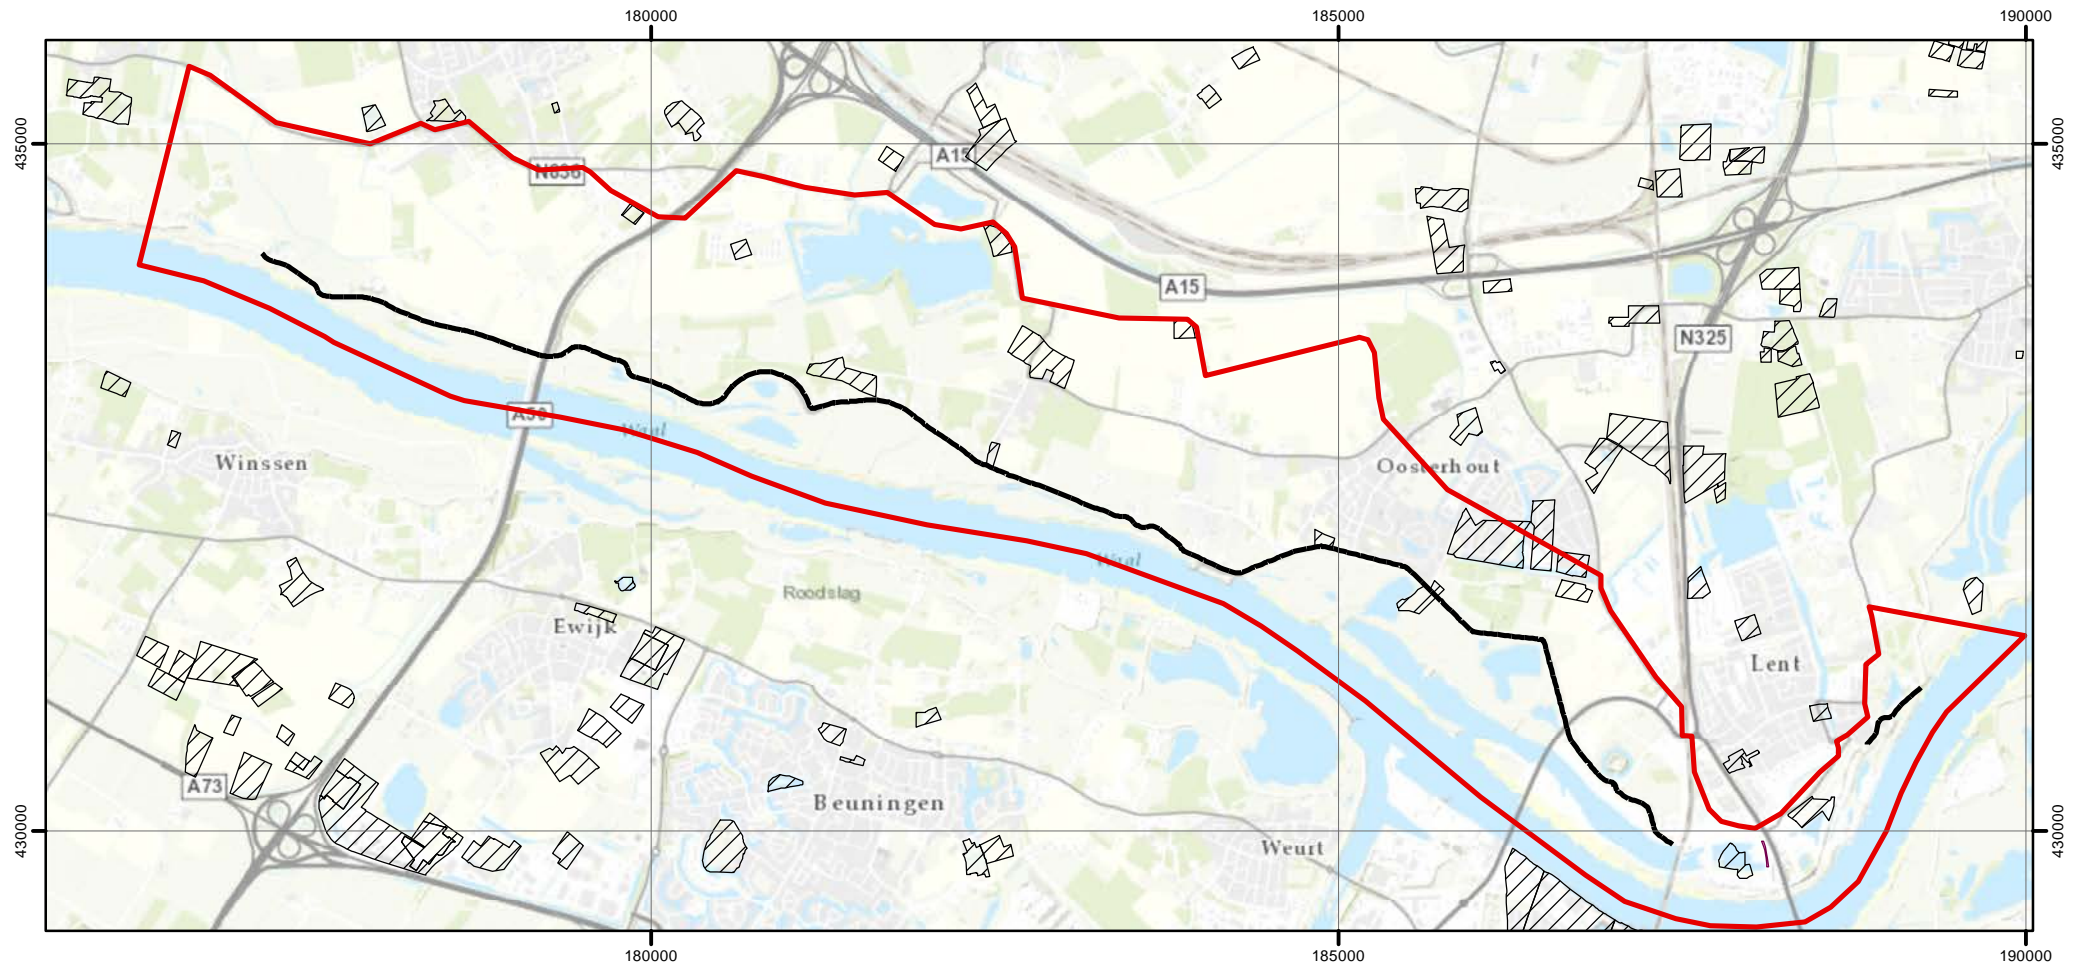 180000
185000
190000
435000
435000
A15
N836
A15
N325
A50
Waal
Winssen
Oosterhout
Waal
Roodslag
Ewijk
Lent
A73
Beuningen
430000
430000
Weurt
180000
185000
190000